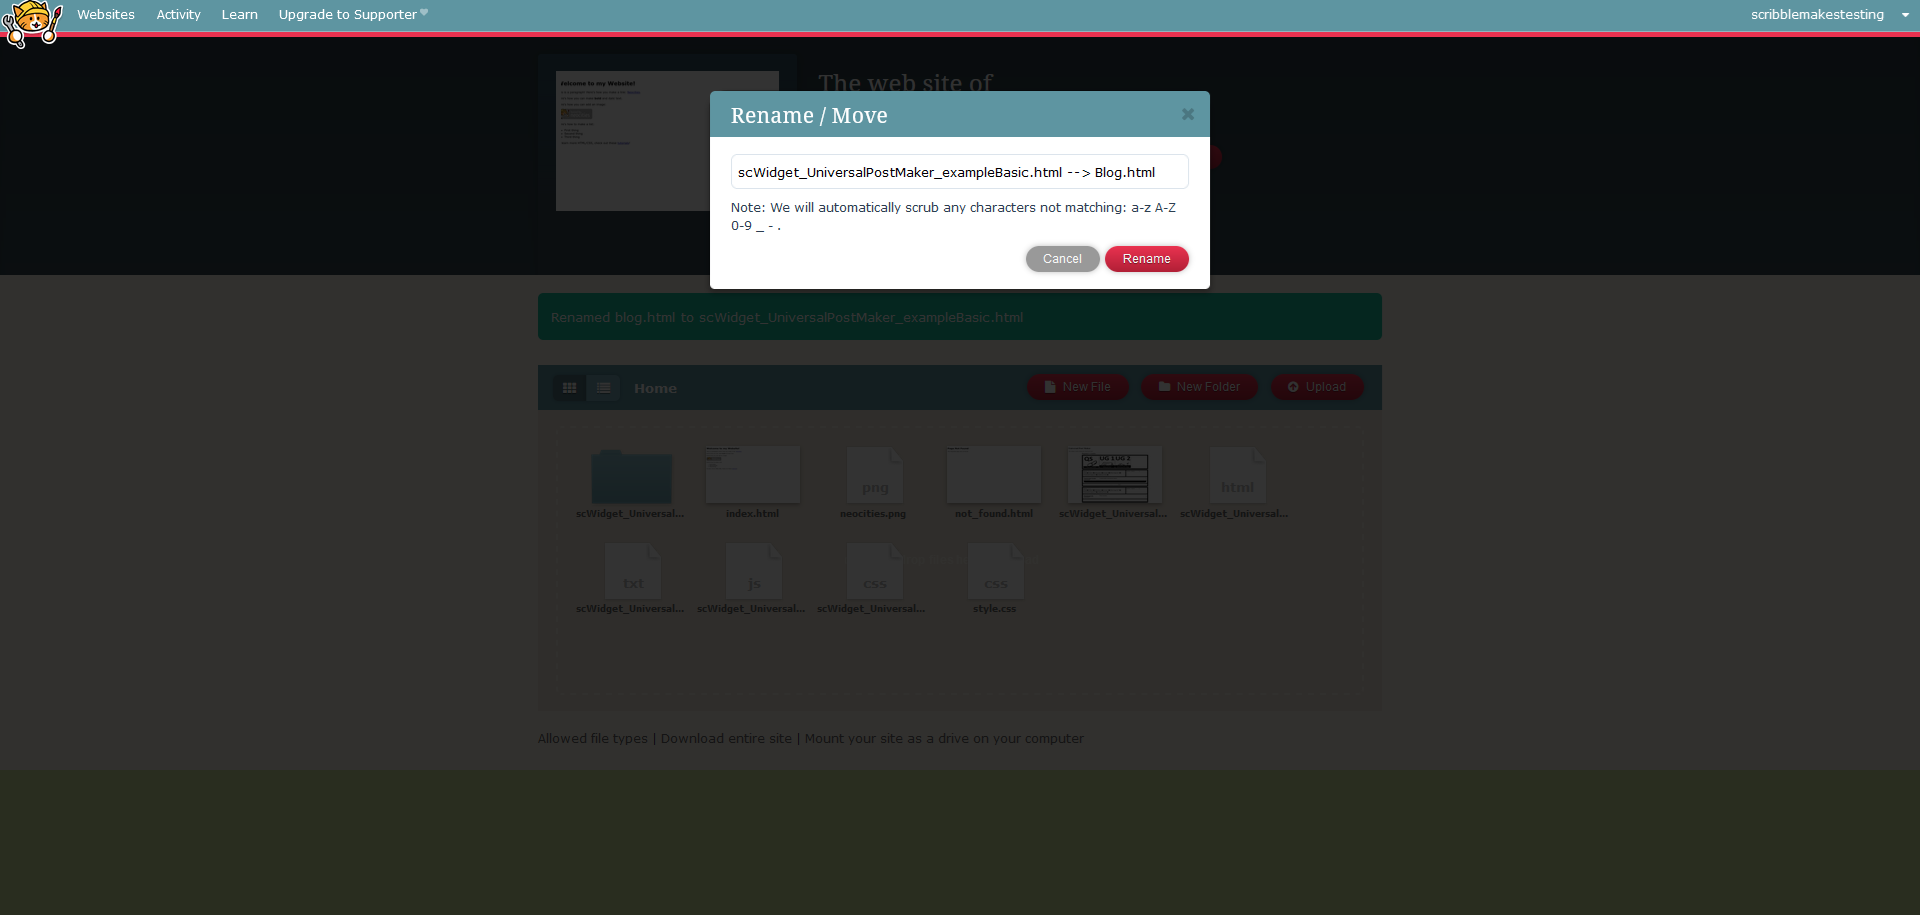 Websites
Activity
Learn
Upgrade to Supporter
scribblemakestesting
The web site of
Welcome to my Website!
Rename / Move
scWidget_UniversalPostMaker_exampleBasic.html --> Blog.html
Note: We will automatically scrub any characters not matching: a-z A-Z
0-9 _ - .
Cancel
Rename
Renamed blog.html to scWidget_UniversalPostMaker_exampleBasic.html
Home
New File
New Folder
Upload
png
html
scWidget_Universal...
index.html
neocities.png
not_found.html
scWidget_Universal...
scWidget_Universal...
txt
js
css
css
scWidget_Universal...
scWidget_Universal...
scWidget_Universal...
style.css
Allowed file types | Download entire site | Mount your site as a drive on your computer